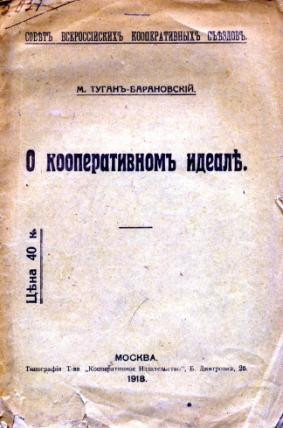 СОВѢТЪ ВСЕРОССІЙСКИХЪ КООПЕРАТИВНЫХЪ СЪѢЗДОВЪ.
М. ТУГАНЪ-БАРАНОВСКІЙ.
О кооперативномъ идеалѣ.
Цѣна 40 к.
МОСКВА.
Типографія Т-ва „Кооперативное Издательство", Б. Дмитровка, 26.
1918.